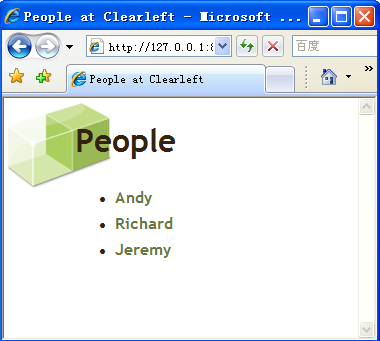 People at Clearleft - Microsoft ...
http://127.0.0.1:8
百度
People at Clearleft
People
Andy
Richard
Jeremy